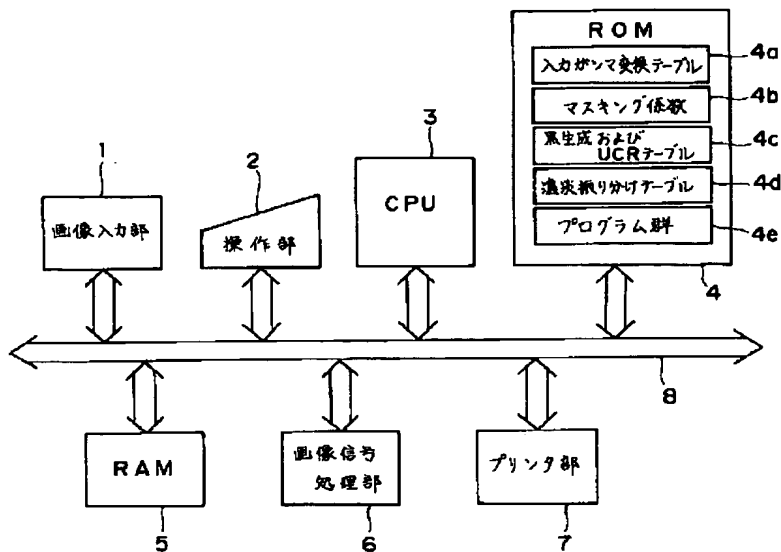 ROM
4a
入力ガンマ変換テーブル
4b
マスキング係数
3
4c
黒生成および
UCRテーブル
1
2
CPU
4d
濃淡振り分けテーブル
画像入力部
操作部
4e
プログラム群
4
8
RAM
画像信号
処理部
プリンタ部
5
6
7